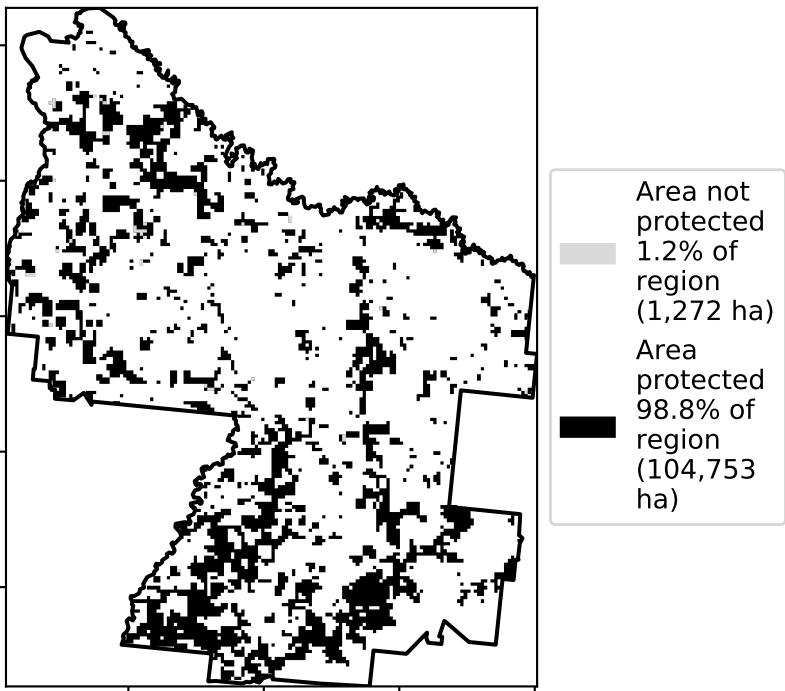 Area not
protected
1.2% of
region
(1,272 ha)
Area
protected
98.8% of
region
(104,753
ha)